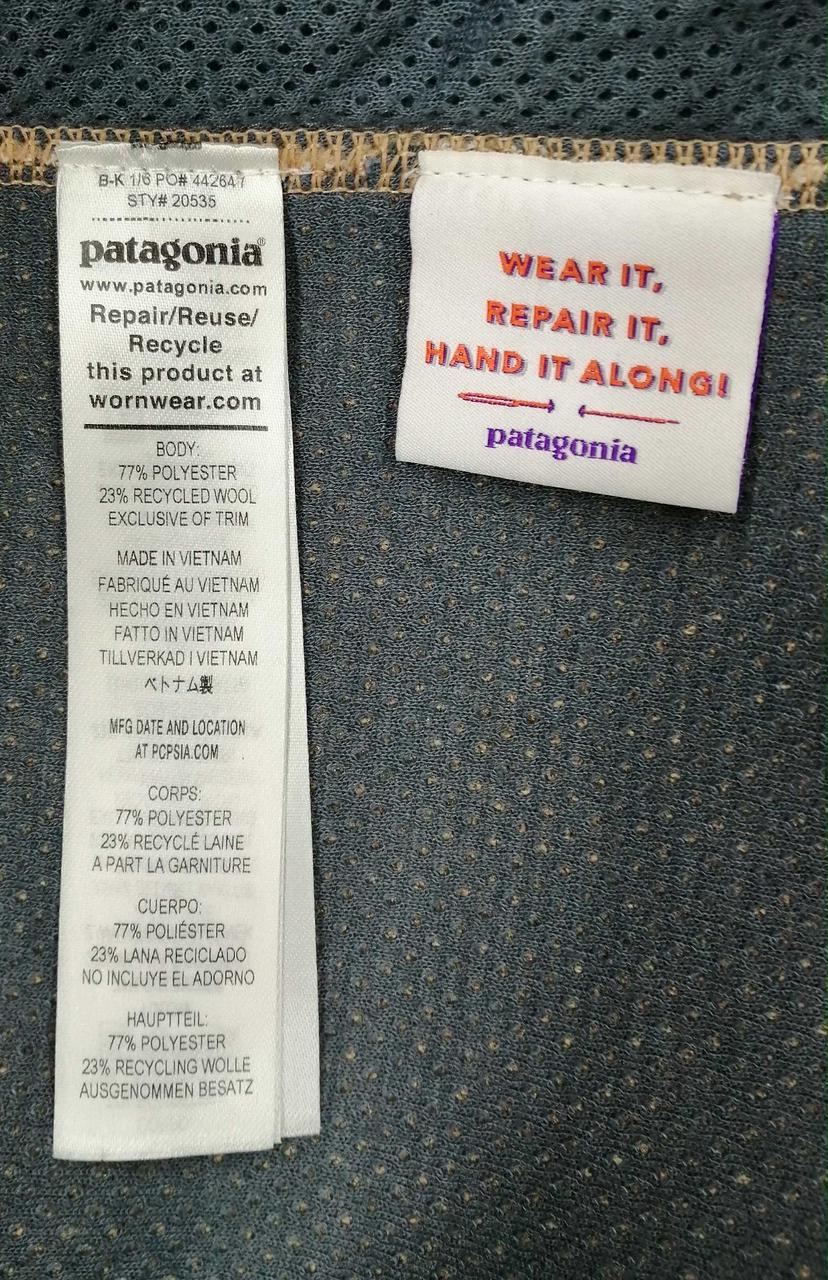 B-K 1/6 PO# 442647
STY# 20535
patagonia®
www.patagonia.com
Repair/Reuse/
Recycle
this product at
wornwear.com
BODY:
77% POLYESTER
23% RECYCLED WOOL
EXCLUSIVE OF TRIM
MADE IN VIETNAM
FABRIQUÉ AU VIETNAM
HECHO EN VIETNAM
FATTO IN VIETNAM
TILLVERKAD I VIETNAM
ベトナム製
MFG DATE AND LOCATION
AT PCPSIA.COM
CORPS:
77% POLYESTER
23% RECYCLÉ LAINE
A PART LA GARNITURE
CUERPO:
77% POLIÉSTER
23% LANA RECICLADO
NO INCLUYE EL ADORNO
HAUPTTEIL:
77% POLYESTER
23% RECYCLING WOLLE
AUSGENOMMEN BESATZ
WEAR IT,
REPAIR IT,
HAND IT ALONG!
patagonia